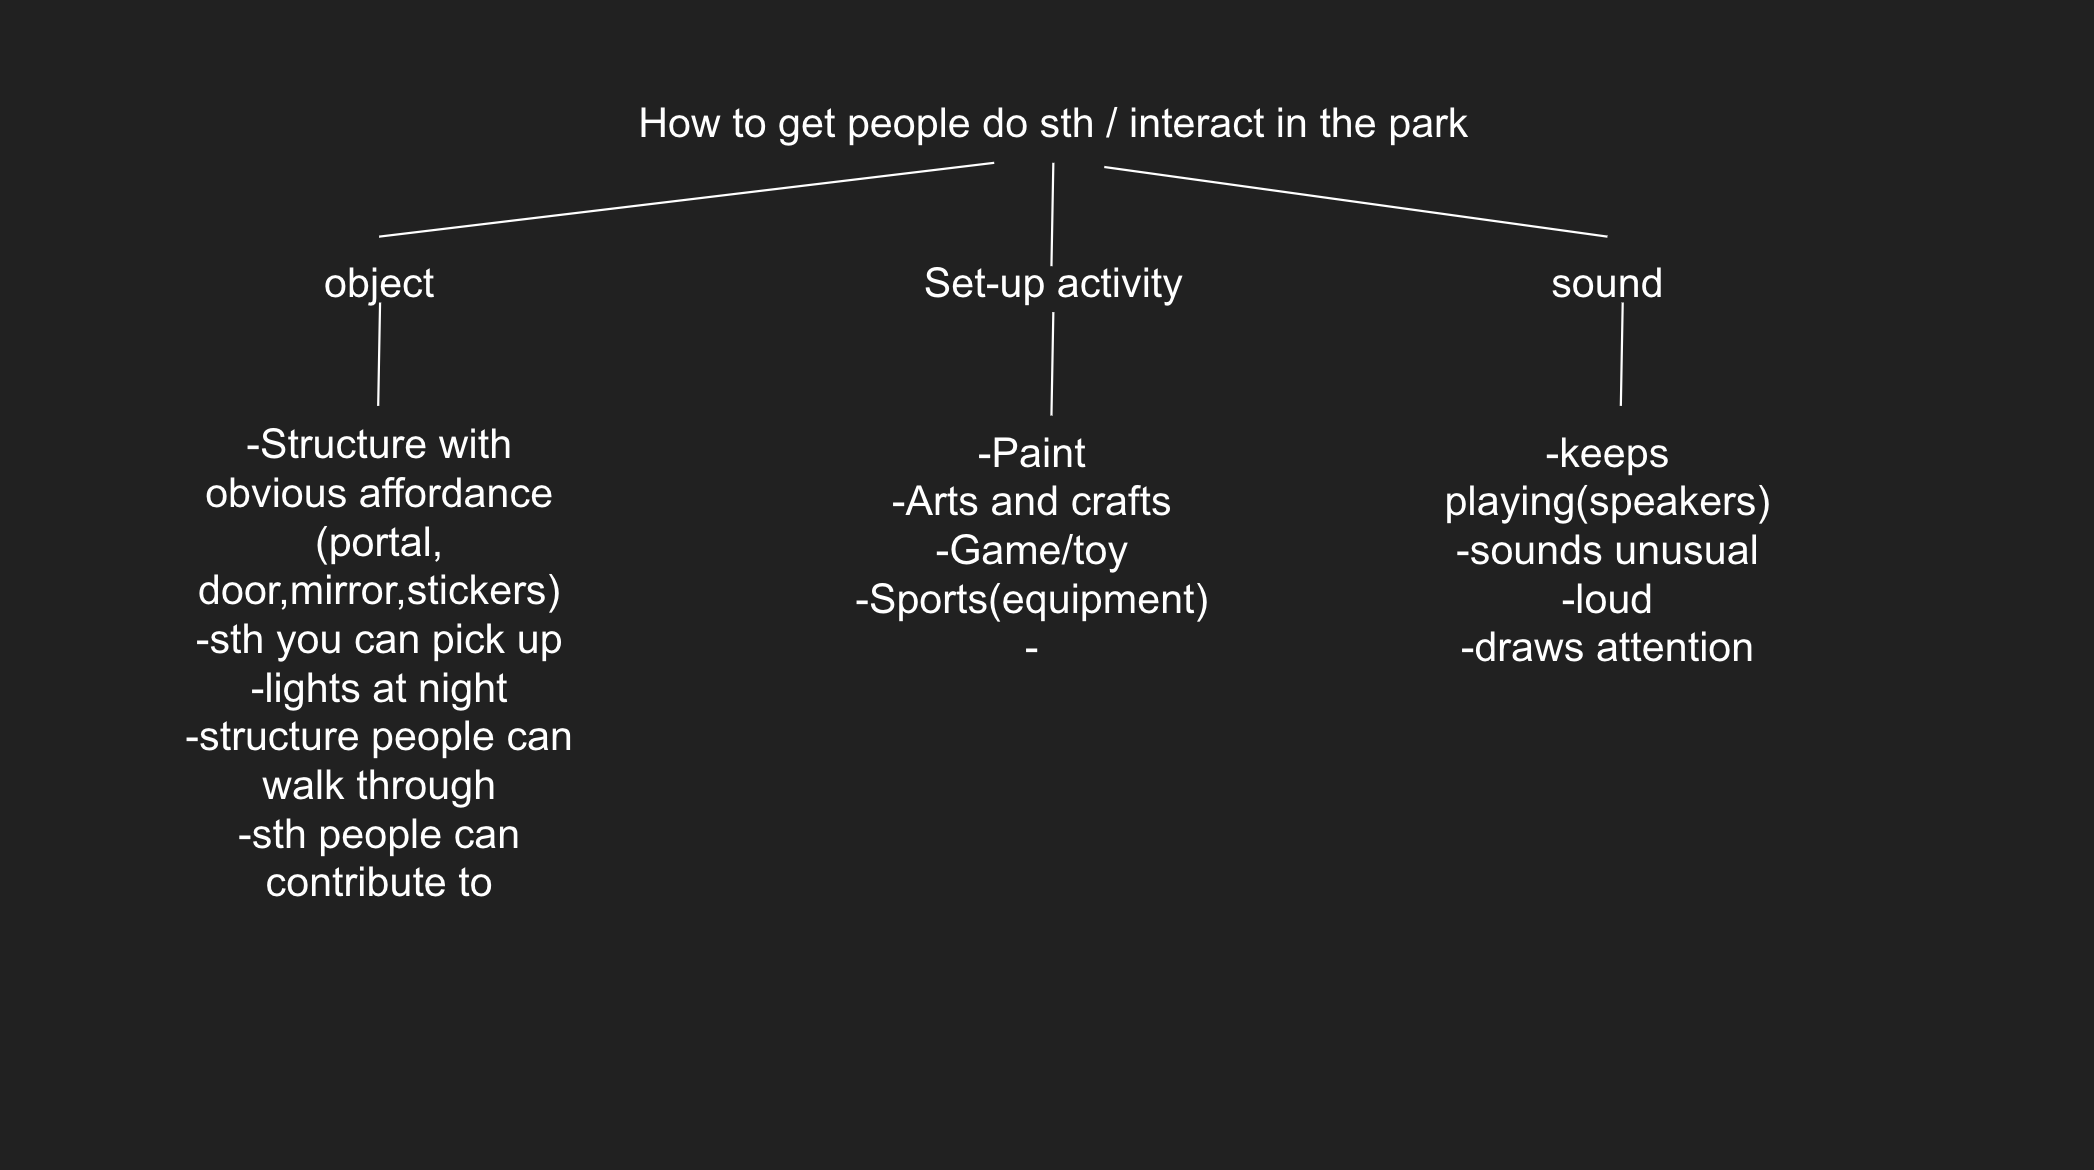 How to get people do sth / interact in the park
object
Set-up activity
sound
-Structure with
obvious affordance
(portal,
door,mirror,stickers)
-sth you can pick up
-lights at night
-structure people can
walk through
-sth people can
contribute to
-Paint
-Arts and crafts
-Game/toy
-Sports(equipment)
-
-keeps
playing(speakers)
-sounds unusual
-loud
-draws attention